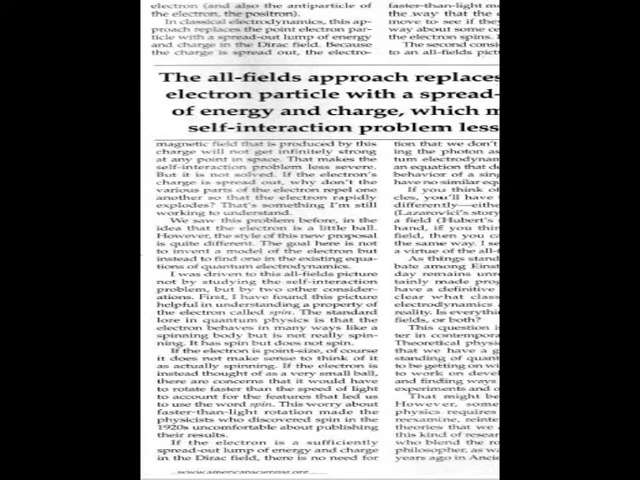 electron (and also the antiparticle of
the electron, the positron).
In classical electrodynamics, this ap-
proach replaces the point electron par-
ticle with a spread-out lump of energy
and charge in the Dirac field. Because
the charge is spread out, the electro-
faster-than-light m
the way that the e
move to see if they
way about some ce
the electron spins. I
The second consi
to an all-fields pict
The all-fields approach replaces
electron particle with a spread-
of energy and charge, which m
self-interaction problem less
magnetic field that is produced by this
charge will not get infinitely strong
at any point in space. That makes the
self-interaction problem less severe.
But it is not solved. If the electron's
charge is spread out, why don't the
various parts of the electron repel one
another so that the electron rapidly
explodes? That's something I'm still
working to understand.
We saw this problem before, in the
idea that the electron is a little ball.
However, the style of this new proposal
is quite different. The goal here is not
to invent a model of the electron but
instead to find one in the existing equa-
tions of quantum electrodynamics.
I was driven to this all-fields picture
not by studying the self-interaction
problem, but by two other consider-
ations. First, I have found this picture
helpful in understanding a property of
the electron called spin. The standard
lore in quantum physics is that the
electron behaves in many ways like a
spinning body but is not really spin-
ning. It has spin but does not spin.
If the electron is point-size, of course
it does not make sense to think of it
as actually spinning. If the electron is
instead thought of as a very small ball,
there are concerns that it would have
to rotate faster than the speed of light
to account for the features that led us
to use the word spin. This worry about
faster-than-light rotation made the
physicists who discovered spin in the
1920s uncomfortable about publishing
their results.
If the electron is a sufficiently
spread-out lump of energy and charge
in the Dirac field, there is no need for
tion that we don't
ing the photon as
tum electrodynam
an equation that de
behavior of a sing
have no similar equ
If you think of
cles, you'll have
differently—eithe
(Lazarovici's story
a field (Hubert's s
hand, if you thin
field, then you ca
the same way. I se
a virtue of the all-f
As things stand
bate among Einst
day remains unre
tainly made prog
have a definitive
clear what class
electrodynamics o
reality. Is everythin
fields, or both?
This question i
ter in contempora
Theoretical physic
that we have a g
standing of quant
to be getting on wi
to work on devel
and finding ways
experiments and o
That might be
However, some
physics requires
reexamine, reinte
theories that we a
this kind of resear
who blend the ro
philosopher, as w
years ago in Ancie
www.americanscientist.org